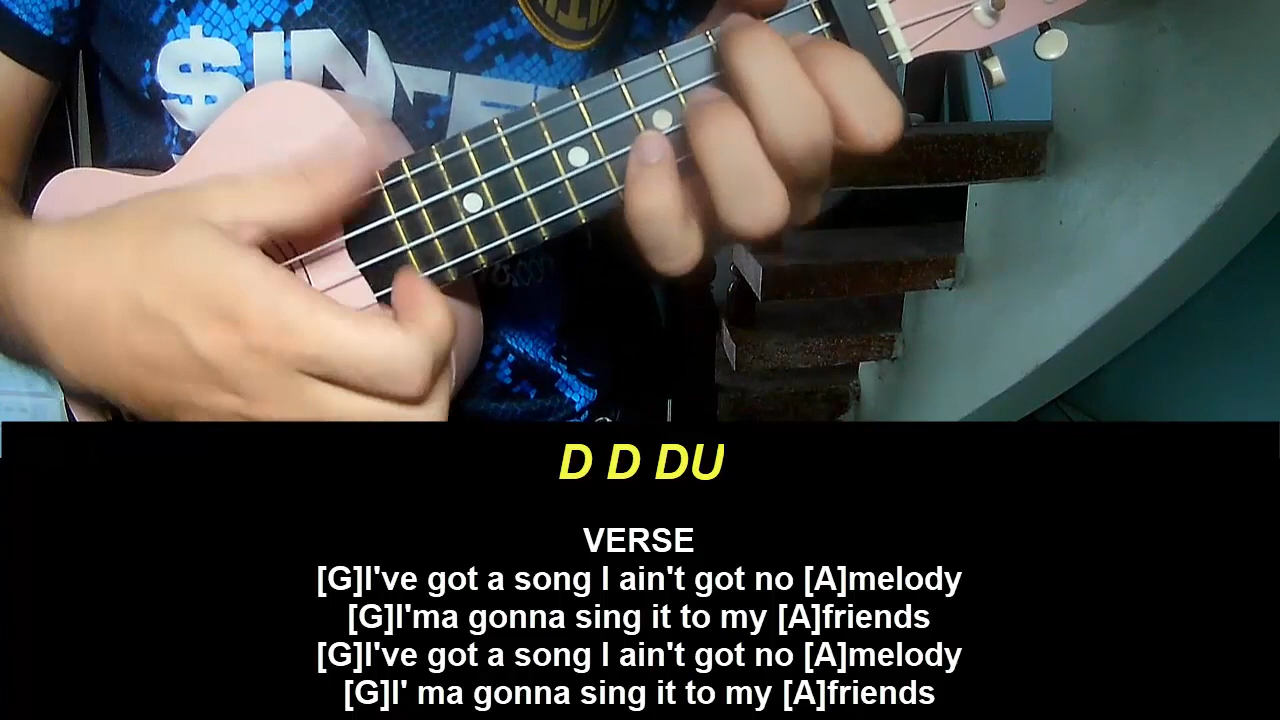 $INTER
D D DU
VERSE
[G]I've got a song I ain't got no [A]melody
[G]I'ma gonna sing it to my [A]friends
[G]I've got a song I ain't got no [A]melody
[G]I' ma gonna sing it to my [A]friends